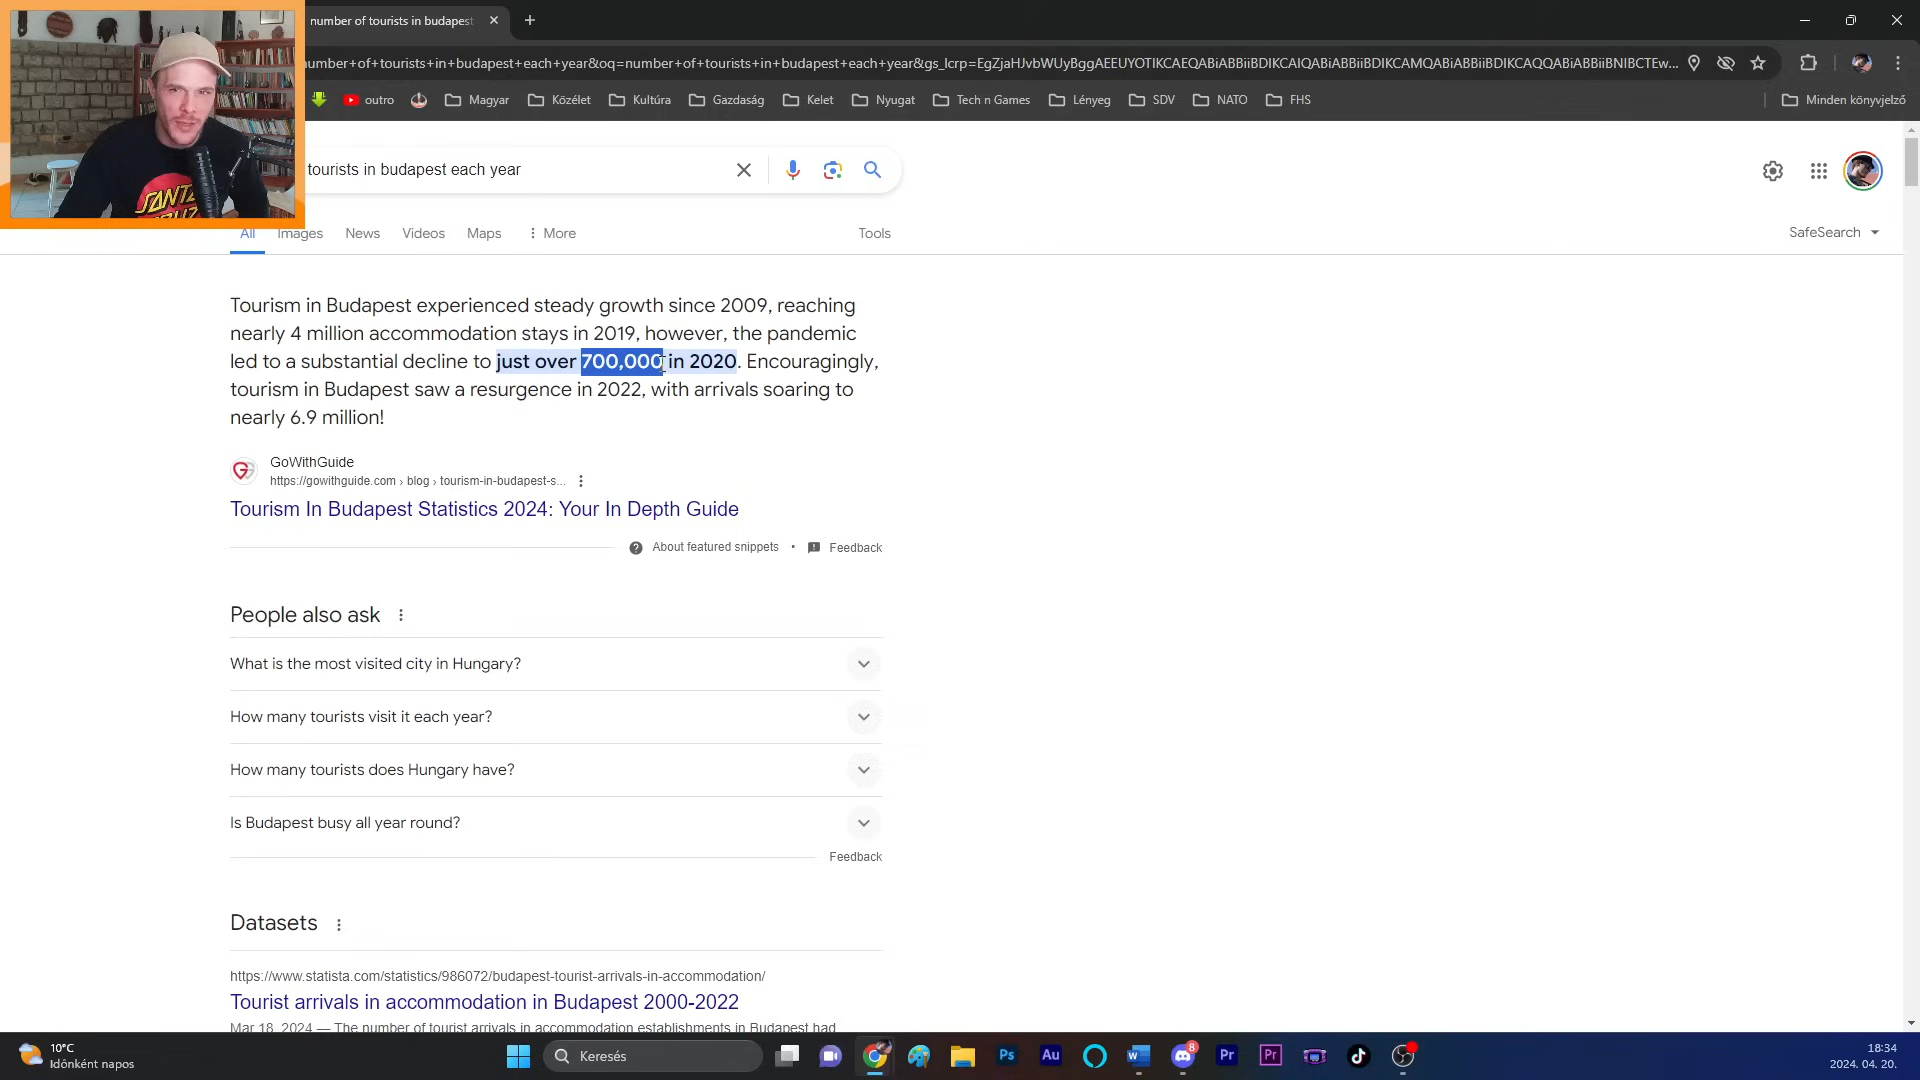 number of tourists in budapest
number+of+tourists+in+budapest+each+year&oq=number+of+tourists+in+budapest+each+year&gs_lcrp=EgZjaHJvbWUyBggAEEUYOTIKCAEQABiABBiiBDIKCAIQABiABBiiBDIKCAMQABiABBiiBDIKCAQQABiABBiiBNIBCTEw...
outro
Magyar
Közélet
Kultúra
Gazdaság
Kelet
Nyugat
Tech n Games
Lényeg
SDV
NATO
FHS
Minden könyvjelző
SANTA
CRUZ
tourists in budapest each year
All
Images
News
Videos
Maps
More
Tools
SafeSearch
Tourism in Budapest experienced steady growth since 2009, reaching
nearly 4 million accommodation stays in 2019, however, the pandemic
led to a substantial decline to just over 700,000 in 2020. Encouragingly,
tourism in Budapest saw a resurgence in 2022, with arrivals soaring to
nearly 6.9 million!
GoWithGuide
https://gowithguide.com › blog › tourism-in-budapest-s...
Tourism In Budapest Statistics 2024: Your In Depth Guide
About featured snippets • Feedback
People also ask
What is the most visited city in Hungary?
How many tourists visit it each year?
How many tourists does Hungary have?
Is Budapest busy all year round?
Feedback
Datasets
https://www.statista.com/statistics/986072/budapest-tourist-arrivals-in-accommodation/
Tourist arrivals in accommodation in Budapest 2000-2022
Mar 18, 2024 — The number of tourist arrivals in accommodation establishments in Budapest had
10°C
Időnként napos
Keresés
Ps
Au
W
8
Pr
Pr
18:34
2024. 04. 20.